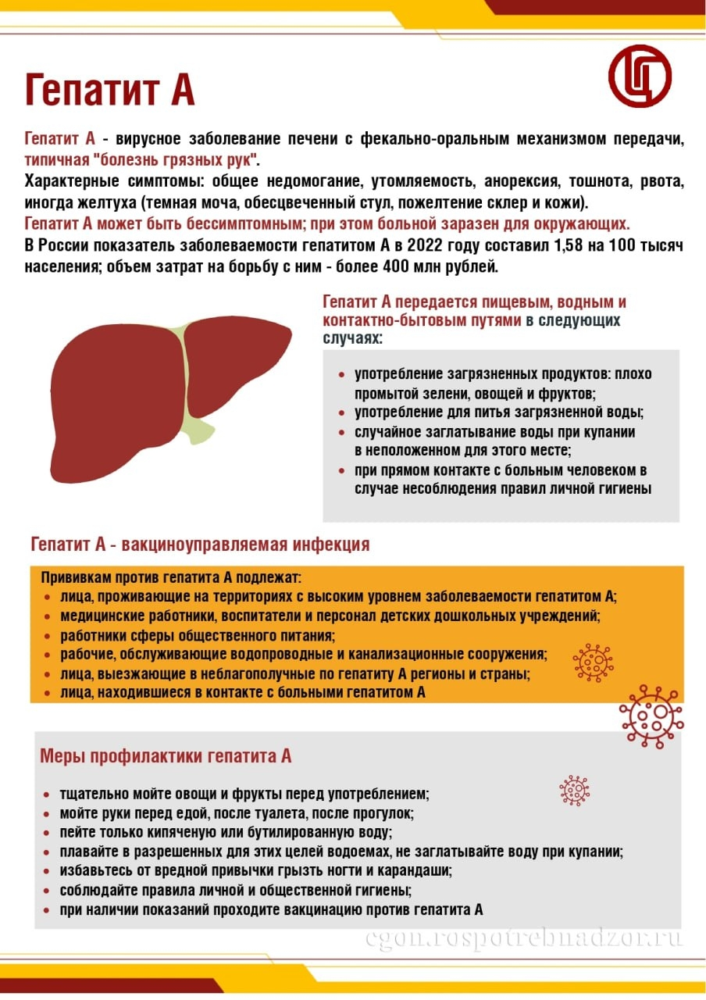 Гепатит А
Гепатит А - вирусное заболевание печени с фекально-оральным механизмом передачи,
типичная "болезнь грязных рук".
Характерные симптомы: общее недомогание, утомляемость, анорексия, тошнота, рвота,
иногда желтуха (темная моча, обесцвеченный стул, пожелтение склер и кожи).
Гепатит А может быть бессимптомным; при этом больной заразен для окружающих.
В России показатель заболеваемости гепатитом А в 2022 году составил 1,58 на 100 тысяч
населения; объем затрат на борьбу с ним - более 400 млн рублей.
Гепатит А передается пищевым, водным и
контактно-бытовым путями в следующих
случаях:
• употребление загрязненных продуктов: плохо
промытой зелени, овощей и фруктов;
• употребление для питья загрязненной воды;
• случайное заглатывание воды при купании
в неположенном для этого месте;
• при прямом контакте с больным человеком в
случае несоблюдения правил личной гигиены
Гепатит А - вакциноуправляемая инфекция
Прививкам против гепатита А подлежат:
• лица, проживающие на территориях с высоким уровнем заболеваемости гепатитом А;
• медицинские работники, воспитатели и персонал детских дошкольных учреждений;
• работники сферы общественного питания;
• рабочие, обслуживающие водопроводные и канализационные сооружения;
• лица, выезжающие в неблагополучные по гепатиту А регионы и страны;
• лица, находившиеся в контакте с больными гепатитом А
Меры профилактики гепатита А
• тщательно мойте овощи и фрукты перед употреблением;
• мойте руки перед едой, после туалета, после прогулок;
• пейте только кипяченую или бутилированную воду;
• плавайте в разрешенных для этих целей водоемах, не заглатывайте воду при купании;
• избавьтесь от вредной привычки грызть ногти и карандаши;
• соблюдайте правила личной и общественной гигиены;
• при наличии показаний проходите вакцинацию против гепатита А
cgon.rospotrebnadzor.ru